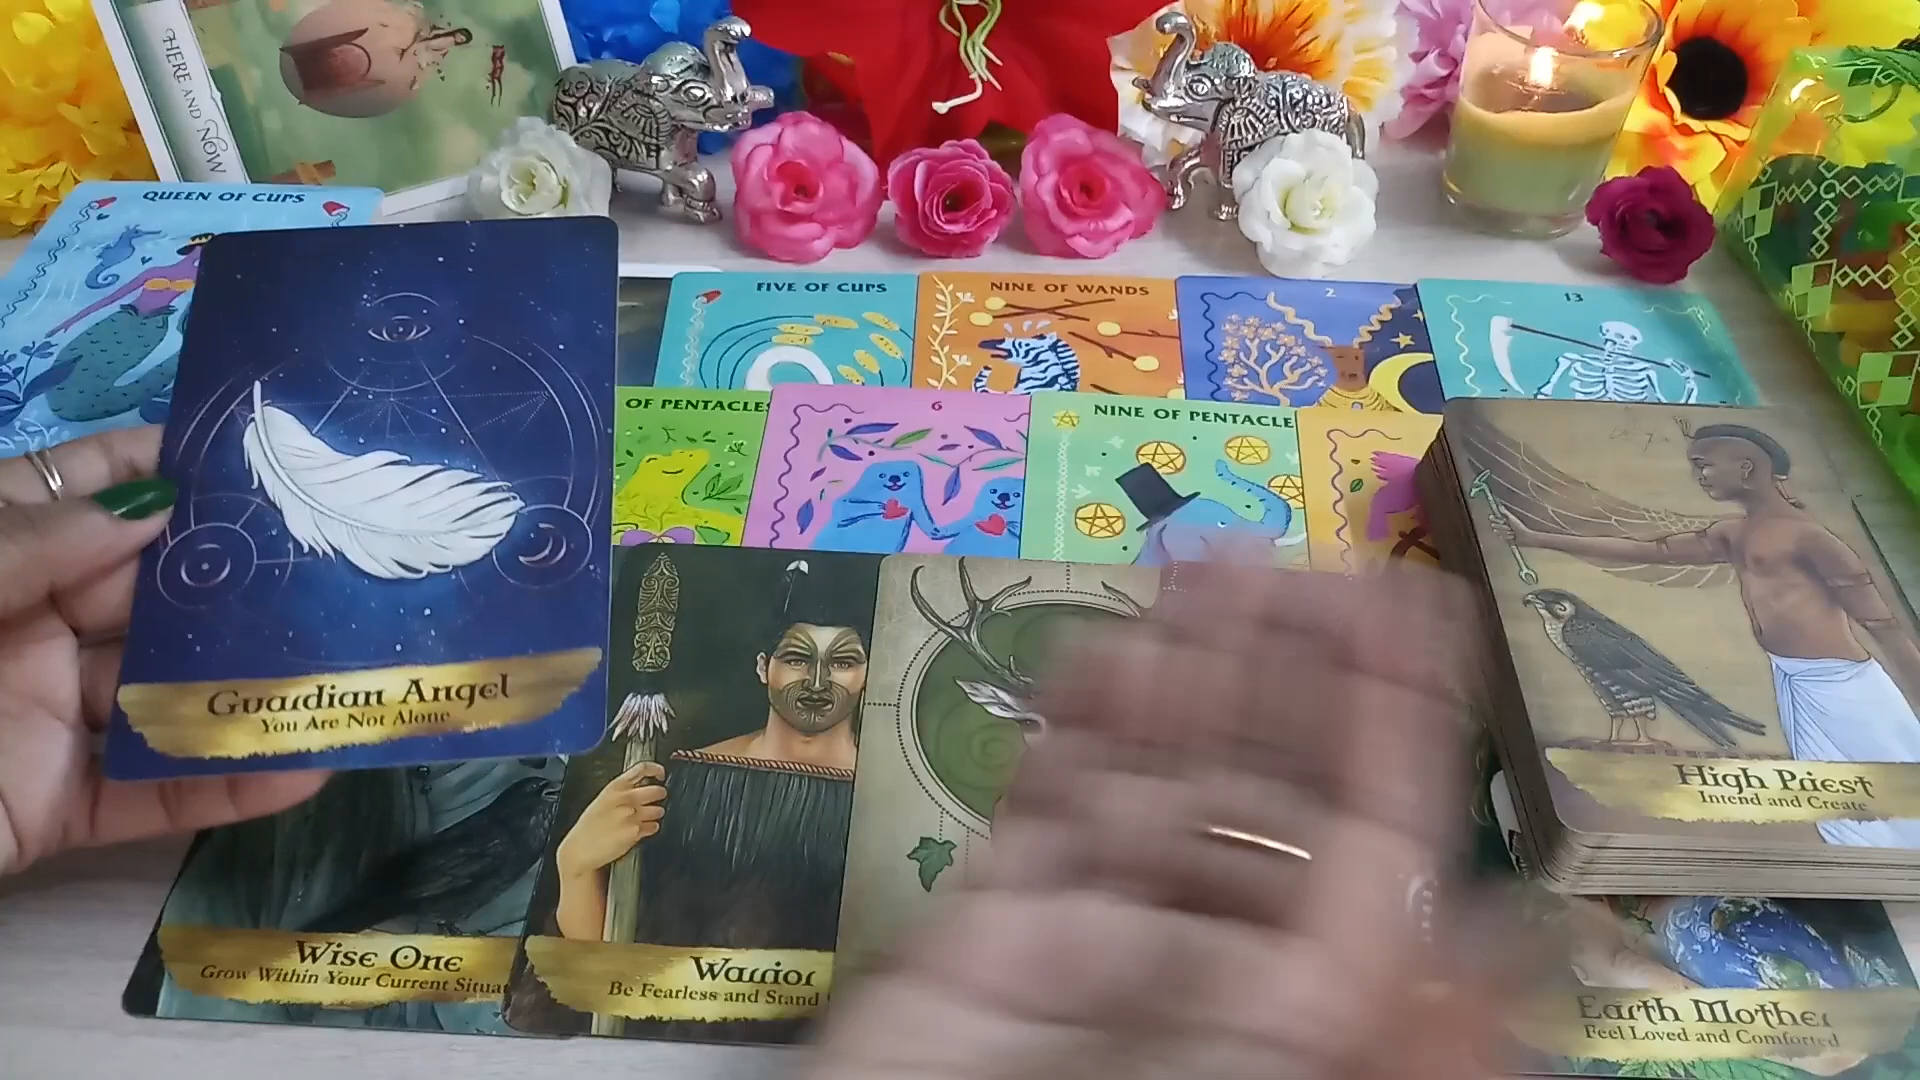 HERE AND NOW
QUEEN OF CUPS
FIVE OF CUPS
NINE OF WANDS
2
13
OF PENTACLES
6
NINE OF PENTACLE
Guardian Angel
You Are Not Alone
High Priest
Intend and Create
Wise One
Grow Within Your Current
Warrior
Be Fearless and Stand
Earth Mother
Feel Loved and Comforted